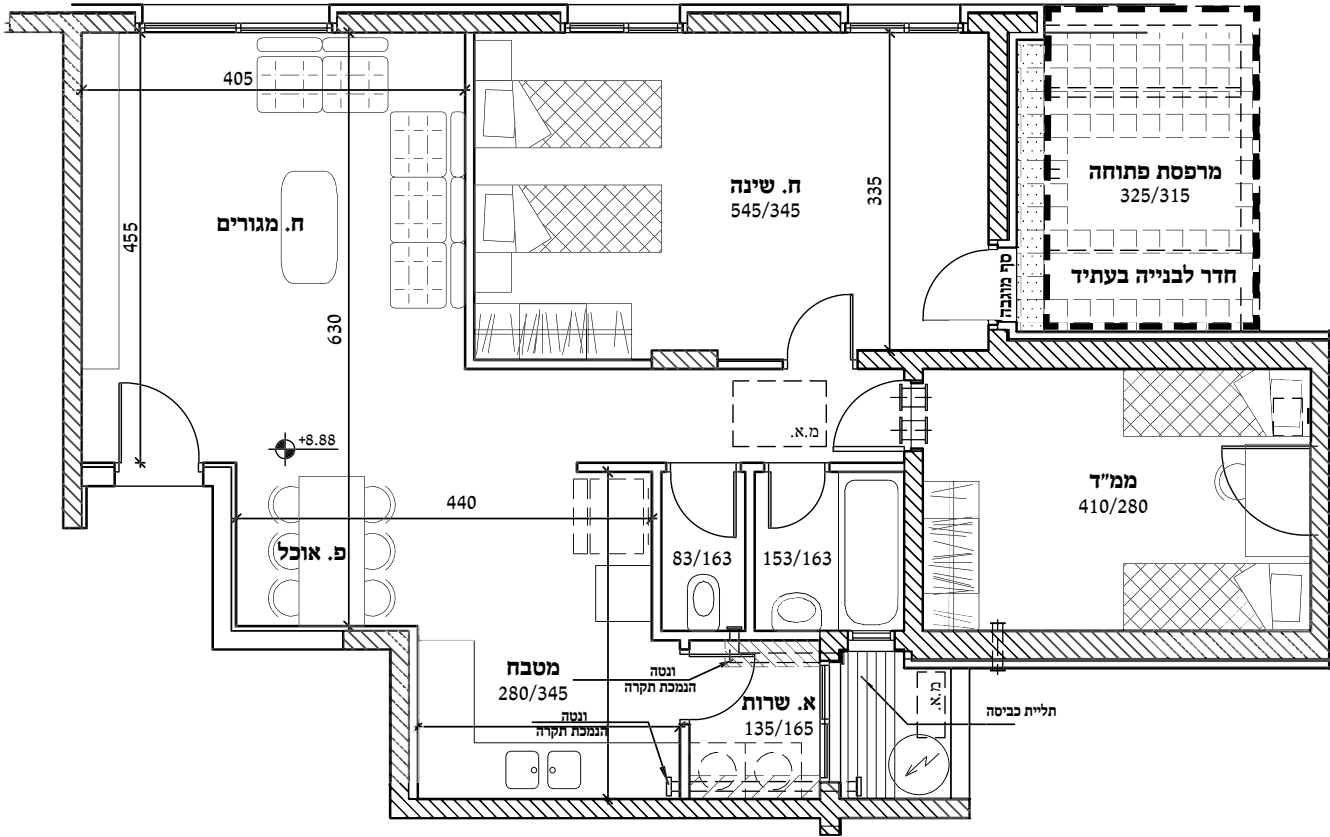 405
455
ח. מגורים
630
ח. שינה
545/345
335
מרפסת פתוחה
325/315
חדר לבנייה בעתיד
סף מוגבה
מ.א.
+8.88
440
פ. אוכל
83/163
153/163
ממ"ד
410/280
מטבח
280/345
ונטה
הנמכת תקרה
ונטה
הנמכת תקרה
א. שרות
135/165
מ.א.
תליית כביסה